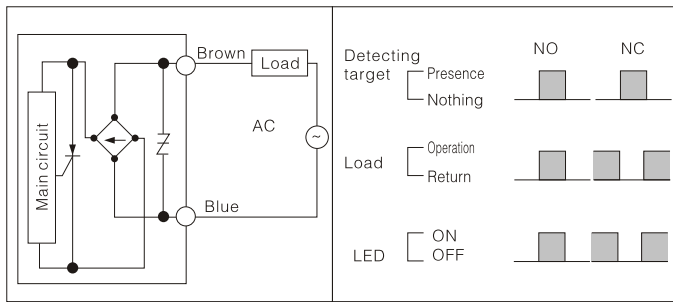 Brown
Load
AC
Main circuit
Blue
~
NO NC
Detecting
target
Presence
Nothing
Load
Operation
Return
LED
ON
OFF